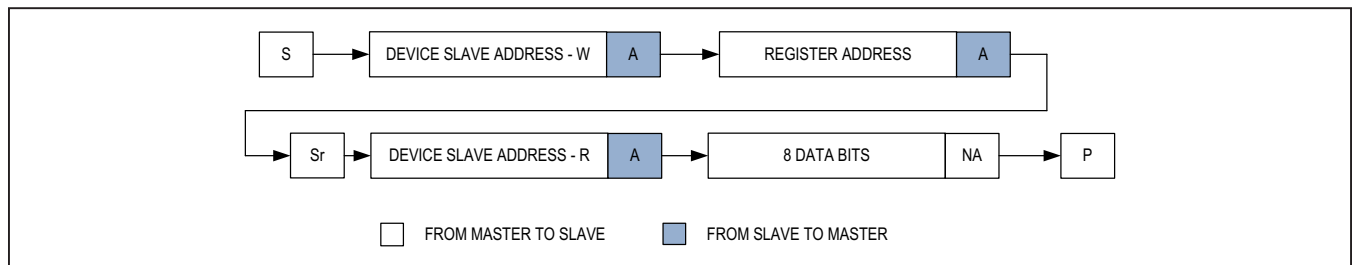 S DEVICE SLAVE ADDRESS - W A REGISTER ADDRESS A
Sr DEVICE SLAVE ADDRESS - R A 8 DATA BITS NA P
FROM MASTER TO SLAVE FROM SLAVE TO MASTER